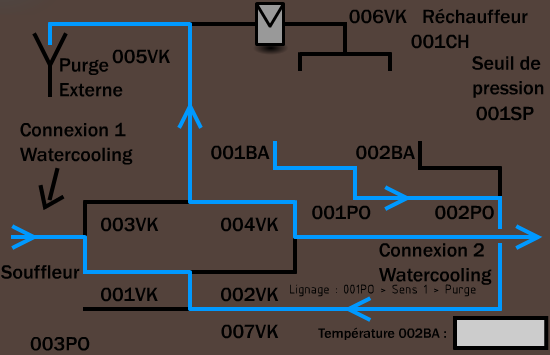 006VK Réchauffeur
001CH
005VK
Purge
Externe
Seuil de
pression
001SP
Connexion 1
Watercooling
001BA
002BA
003VK
004VK
001PO
002PO
Connexion 2
Watercooling
Souffleur
001VK
002VK
Lignage : 001PO > Sens 1 > Purge
007VK
Température 002BA :
003PO